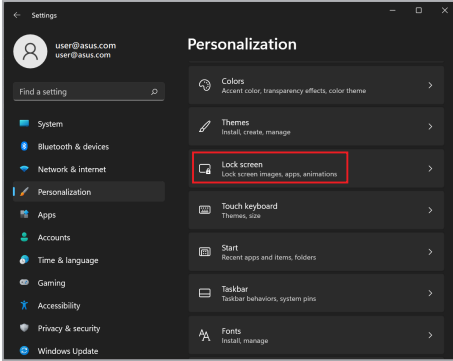 Settings
user@asus.com
user@asus.com
Find a setting
System
Bluetooth & devices
Network & internet
Personalization
Apps
Accounts
Time & language
Gaming
Accessibility
Privacy & security
Windows Update
Personalization
Colors
Accent color, transparency effects, color theme
Themes
Install, create, manage
Lock screen
Lock screen images, apps, animations
Touch keyboard
Themes, size
Start
Recent apps and items, folders
Taskbar
Taskbar behaviors, system pins
Fonts
Install, manage